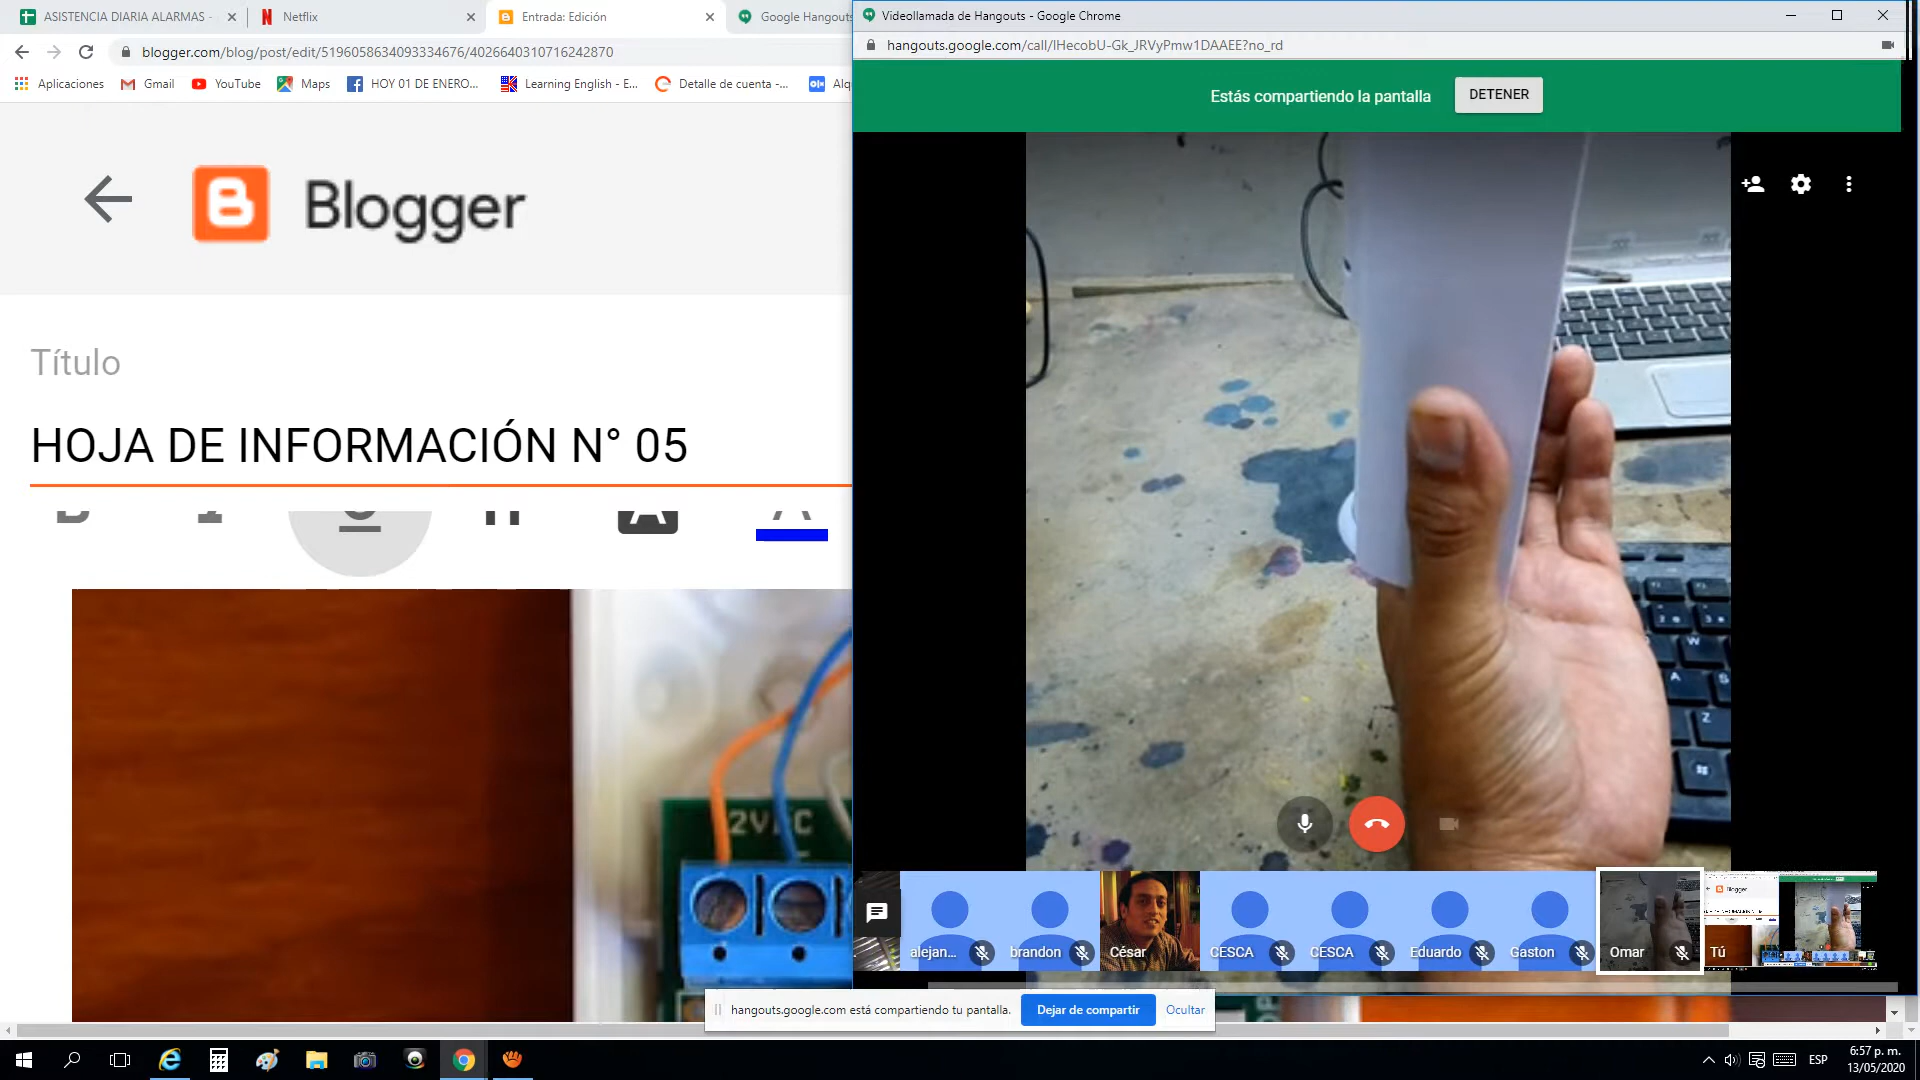 ASISTENCIA DIARIA ALARMAS -
Netflix
Entrada: Edición
Google Hangouts
blogger.com/blog/post/edit/5196058634093334676/4026640310716242870
Aplicaciones
Gmail
YouTube
Maps
HOY 01 DE ENERO...
Learning English - E...
Detalle de cuenta -...
Alq
Blogger
Título
HOJA DE INFORMACIÓN N° 05
Videollamada de Hangouts - Google Chrome
hangouts.google.com/call/lHecobU-Gk_JRVyPmw1DAAEE?no_rd
Estás compartiendo la pantalla
DETENER
W
A
S
Z
alejan...
brandon
César
CESCA
CESCA
Eduardo
Gaston
Omar
Tú
Blogger
hangouts.google.com está compartiendo tu pantalla.
Dejar de compartir
Ocultar
ESP
6:57 p. m.
13/05/2020